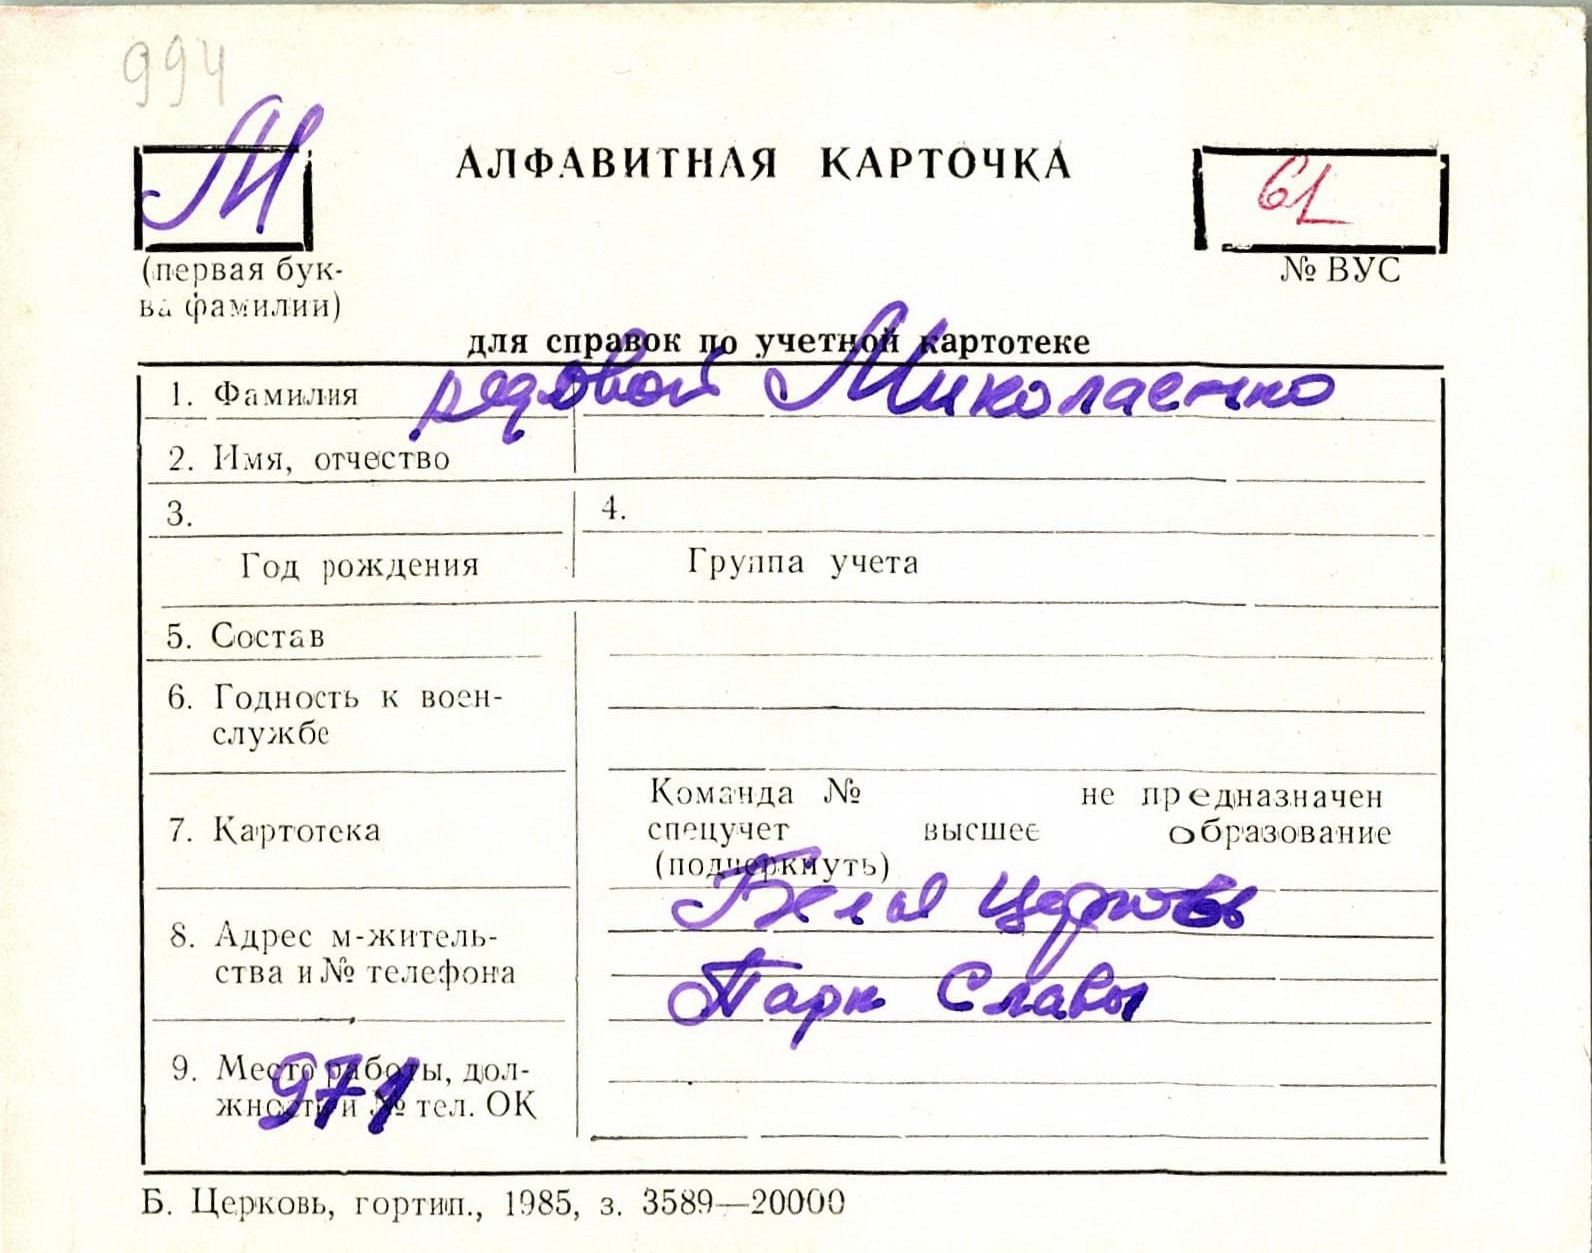 994
М
АЛФАВИТНАЯ КАРТОЧКА
61
(первая бук-
ва фамилии)
№ ВУС
для справок по учетной картотеке
1. Фамилия рядовой Миколаенко
2. Имя, отчество
3.
4.
Год рождения
Группа учета
5. Состав
6. Годность к воен-
службе
7. Картотека
Команда № не предназначен
спецучет высшее образование
(подчеркнуть)
8. Адрес м-житель-
ства и № телефона
Белая Церковь
Парк Славы
9. Место работы, дол-
жность и № тел. ОК
971
Б. Церковь, гортип., 1985, з. 3589—20000